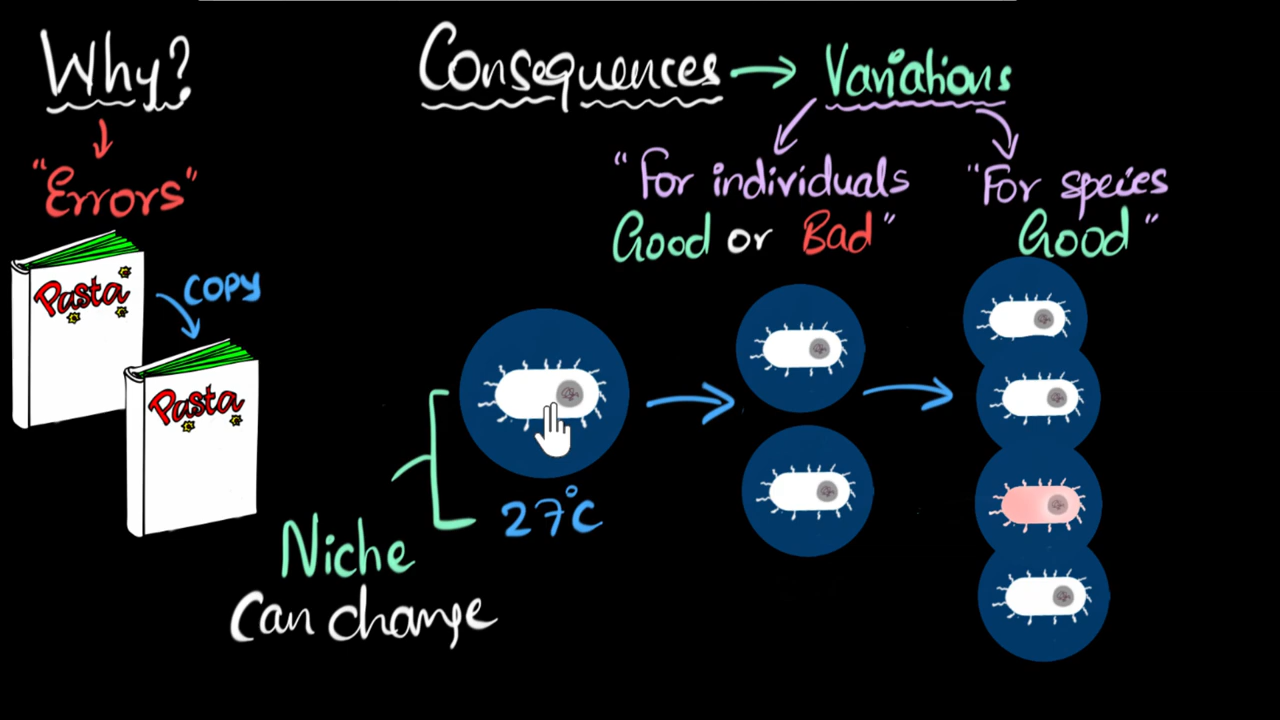 Why?
"Errors"
Pasta
COPY
Pasta
Consequences → Variations
"For individuals
Good or Bad"
"For species
Good"
27°C
Niche
Can change